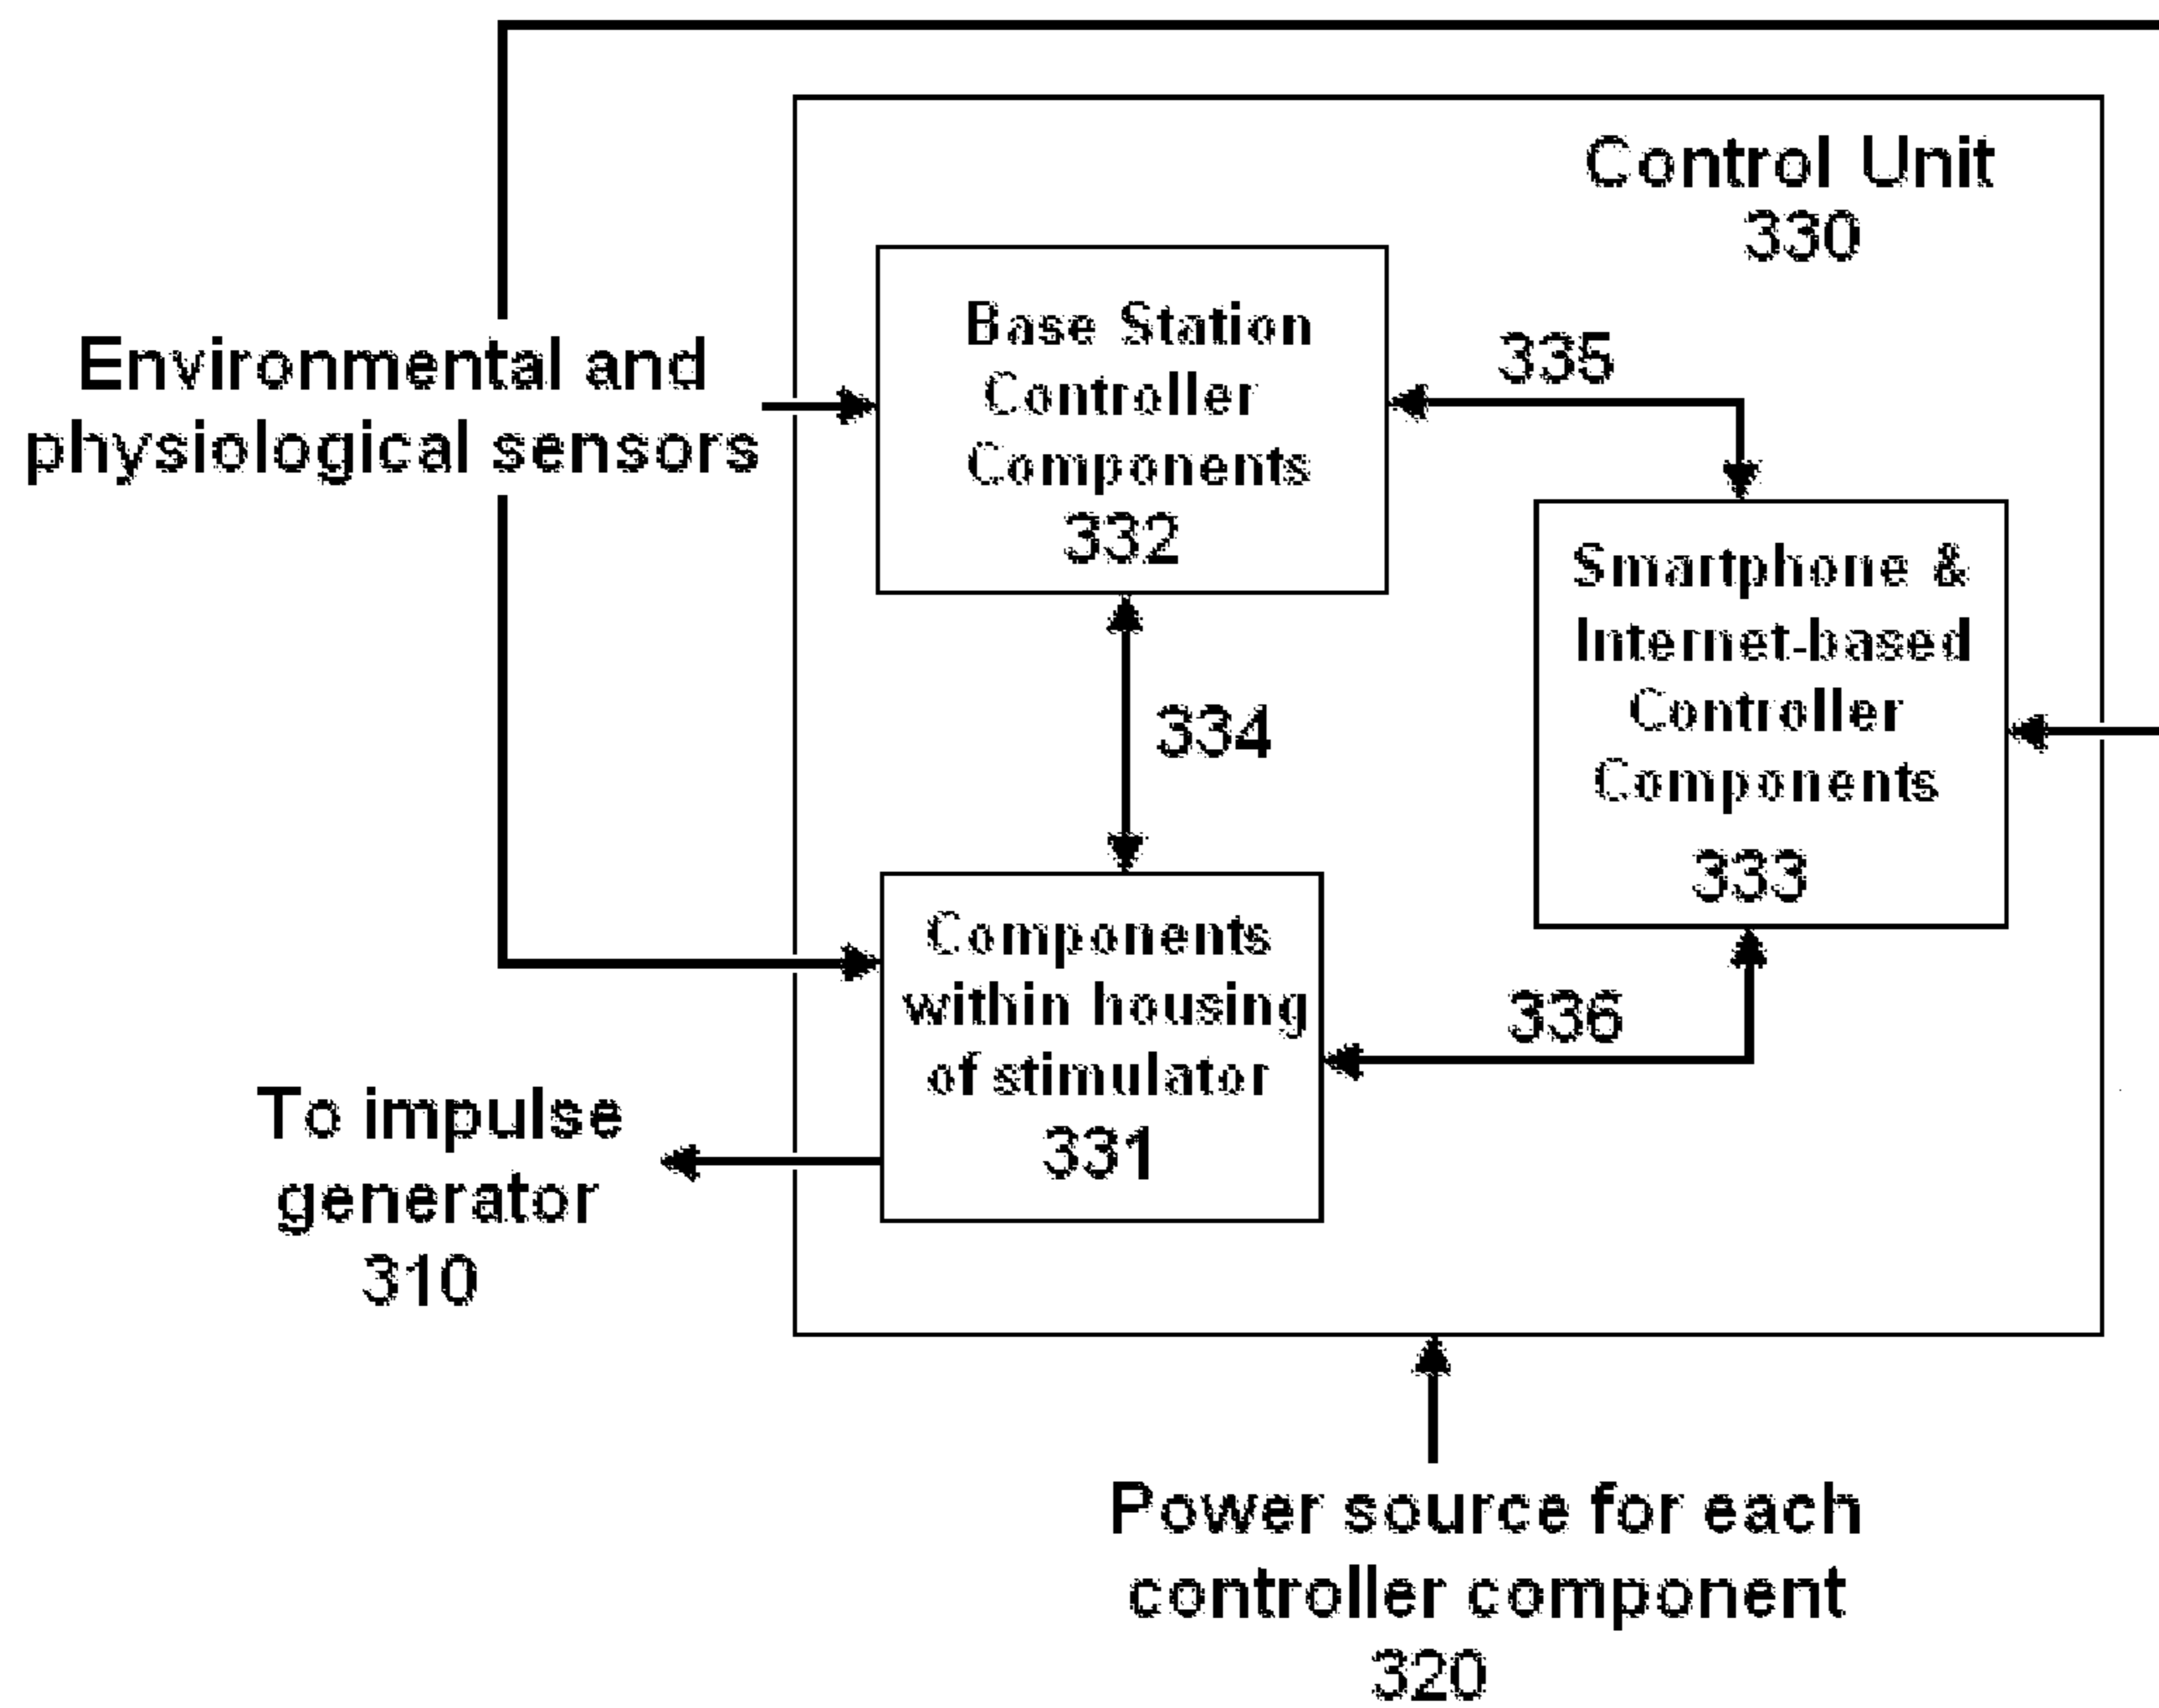 Control Unit
330
Base Station
Controller
Components
332
335
Environmental and
physiological sensors
Smartphone &
Internet-based
Controller
Components
333
334
Components
within housing
of stimulator
331
336
To impulse
generator
310
Power source for each
controller component
320